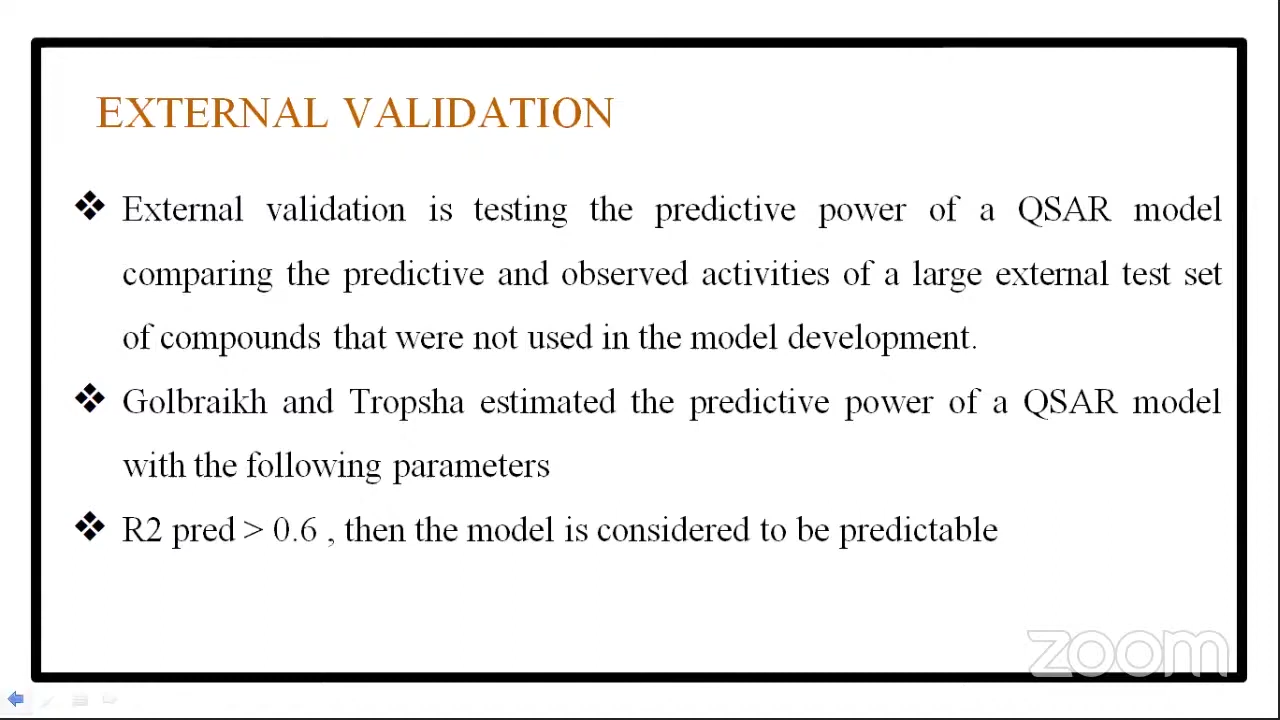 EXTERNAL VALIDATION
❖ External validation is testing the predictive power of a QSAR model
comparing the predictive and observed activities of a large external test set
of compounds that were not used in the model development.
❖ Golbraikh and Tropsha estimated the predictive power of a QSAR model
with the following parameters
❖ R2 pred > 0.6 , then the model is considered to be predictable
zoom